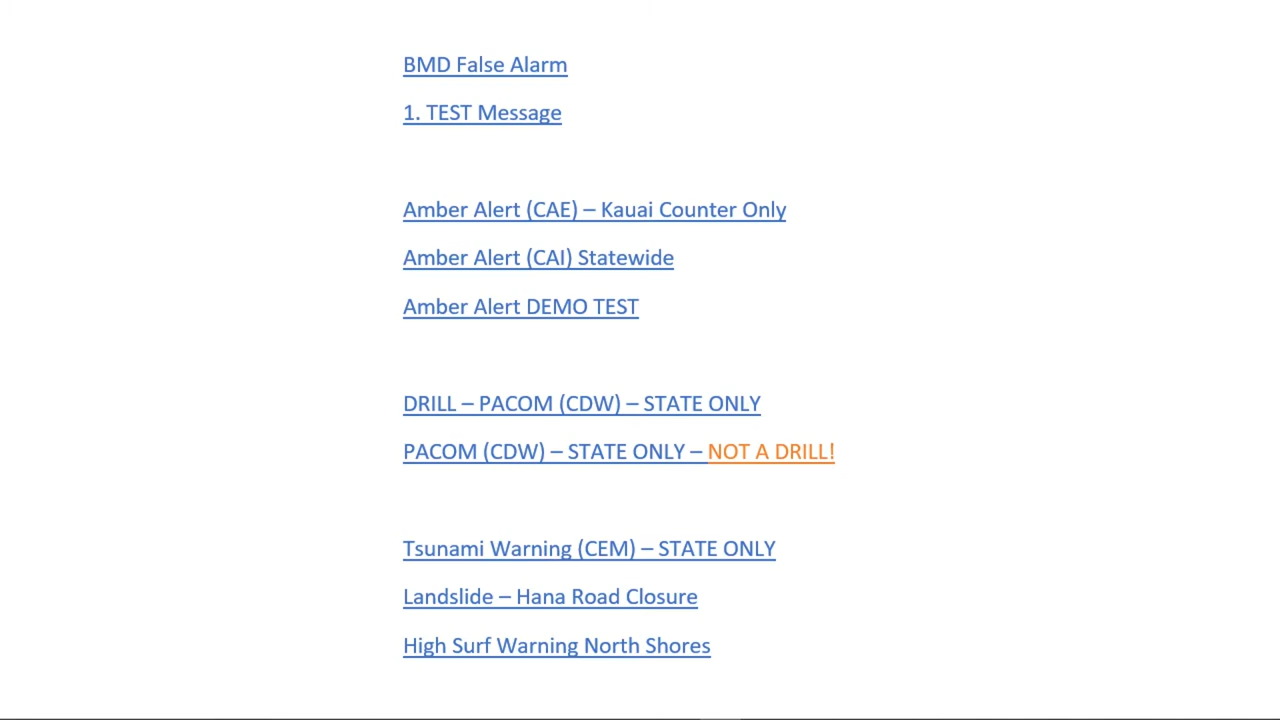 BMD False Alarm
1. TEST Message
Amber Alert (CAE) – Kauai Counter Only
Amber Alert (CAI) Statewide
Amber Alert DEMO TEST
DRILL – PACOM (CDW) – STATE ONLY
PACOM (CDW) – STATE ONLY – NOT A DRILL!
Tsunami Warning (CEM) – STATE ONLY
Landslide – Hana Road Closure
High Surf Warning North Shores